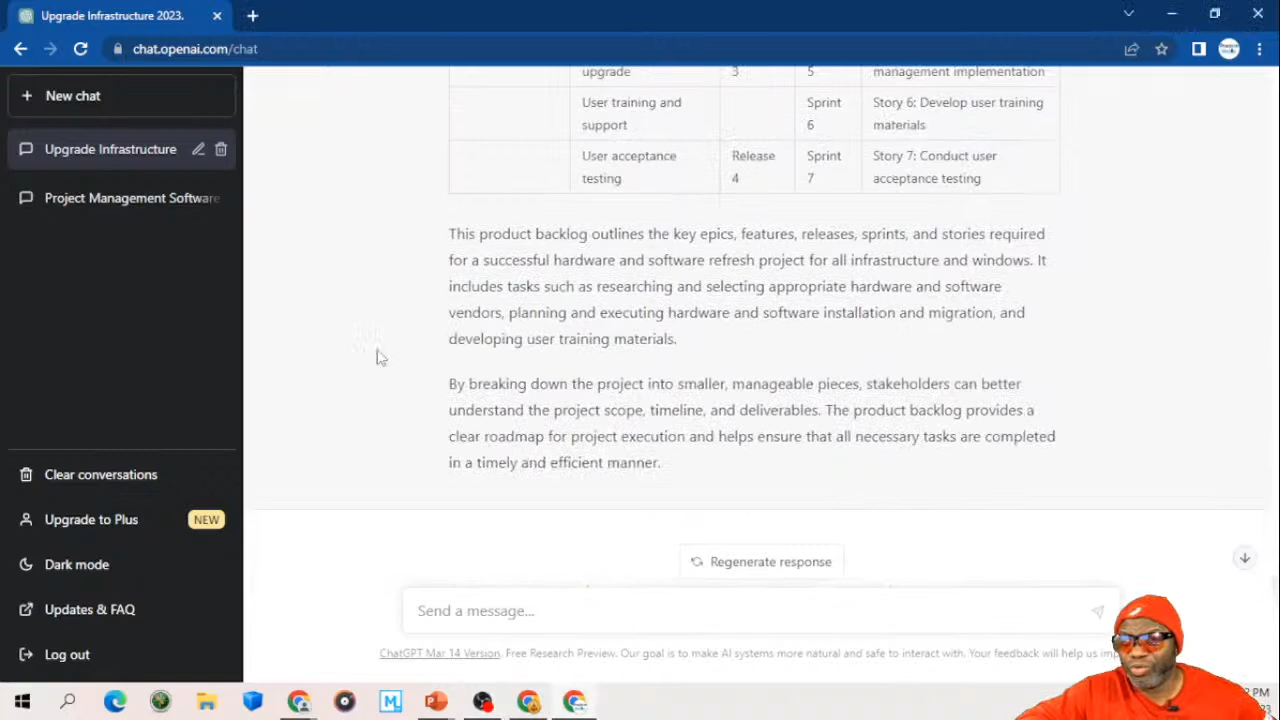 Upgrade Infrastructure 2023.
chat.openai.com/chat
New chat
Upgrade Infrastructure
Project Management Software
Clear conversations
Upgrade to Plus NEW
Dark mode
Updates & FAQ
Log out
upgrade 3 5 management implementation
User training and Sprint Story 6: Develop user training
support 6 materials
User acceptance Release Sprint Story 7: Conduct user
testing 4 7 acceptance testing
This product backlog outlines the key epics, features, releases, sprints, and stories required
for a successful hardware and software refresh project for all infrastructure and windows. It
includes tasks such as researching and selecting appropriate hardware and software
vendors, planning and executing hardware and software installation and migration, and
developing user training materials.
By breaking down the project into smaller, manageable pieces, stakeholders can better
understand the project scope, timeline, and deliverables. The product backlog provides a
clear roadmap for project execution and helps ensure that all necessary tasks are completed
in a timely and efficient manner.
Regenerate response
Send a message...
ChatGPT Mar 14 Version. Free Research Preview. Our goal is to make AI systems more natural and safe to interact with. Your feedback will help us
PM